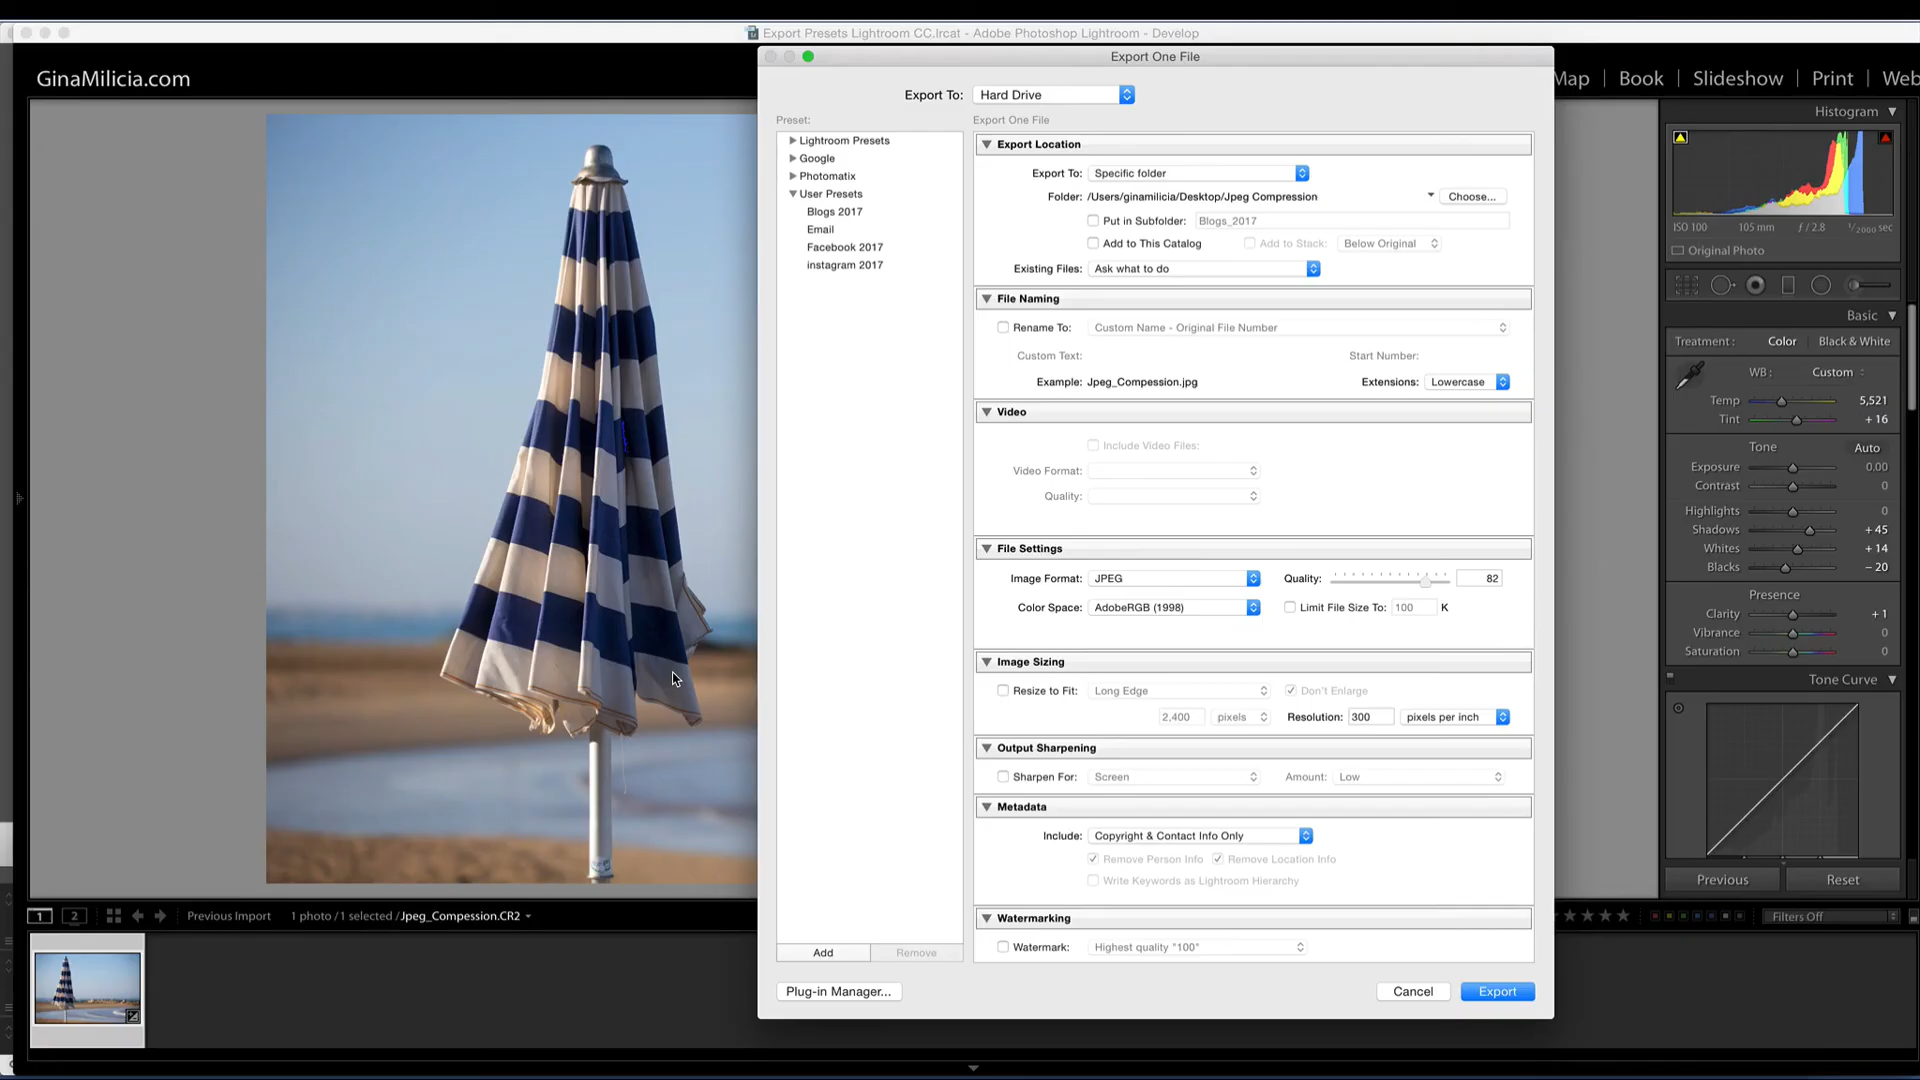 Export Presets Lightroom CC.lrcat - Adobe Photoshop Lightroom - Develop
GinaMilicia.com
Map | Book | Slideshow | Print | Web
Export One File
Export To: Hard Drive
Preset:
Lightroom Presets
Google
Photomatix
User Presets
Blogs 2017
Email
Facebook 2017
instagram 2017
Add
Remove
Plug-in Manager...
Export One File
Export Location
Export To: Specific folder
Folder: /Users/ginamilicia/Desktop/Jpeg Compression Choose...
Put in Subfolder: Blogs_2017
Add to This Catalog Add to Stack: Below Original
Existing Files: Ask what to do
File Naming
Rename To: Custom Name - Original File Number
Custom Text: Start Number:
Example: Jpeg_Compession.jpg Extensions: Lowercase
Video
Include Video Files:
Video Format:
Quality:
File Settings
Image Format: JPEG Quality: 82
Color Space: AdobeRGB (1998) Limit File Size To: 100 K
Image Sizing
Resize to Fit: Long Edge Don't Enlarge
2,400 pixels Resolution: 300 pixels per inch
Output Sharpening
Sharpen For: Screen Amount: Low
Metadata
Include: Copyright & Contact Info Only
Remove Person Info Remove Location Info
Write Keywords as Lightroom Hierarchy
Watermarking
Watermark: Highest quality "100"
Cancel Export
Histogram
ISO 100 105 mm f / 2.8 1/2000 sec
Original Photo
Basic
Treatment: Color Black & White
WB: Custom
Temp 5,521
Tint + 16
Tone Auto
Exposure 0.00
Contrast 0
Highlights 0
Shadows + 45
Whites + 14
Blacks - 20
Presence
Clarity + 1
Vibrance 0
Saturation 0
Tone Curve
Previous Reset
1 2 Previous Import 1 photo / 1 selected / Jpeg_Compession.CR2
Filters Off